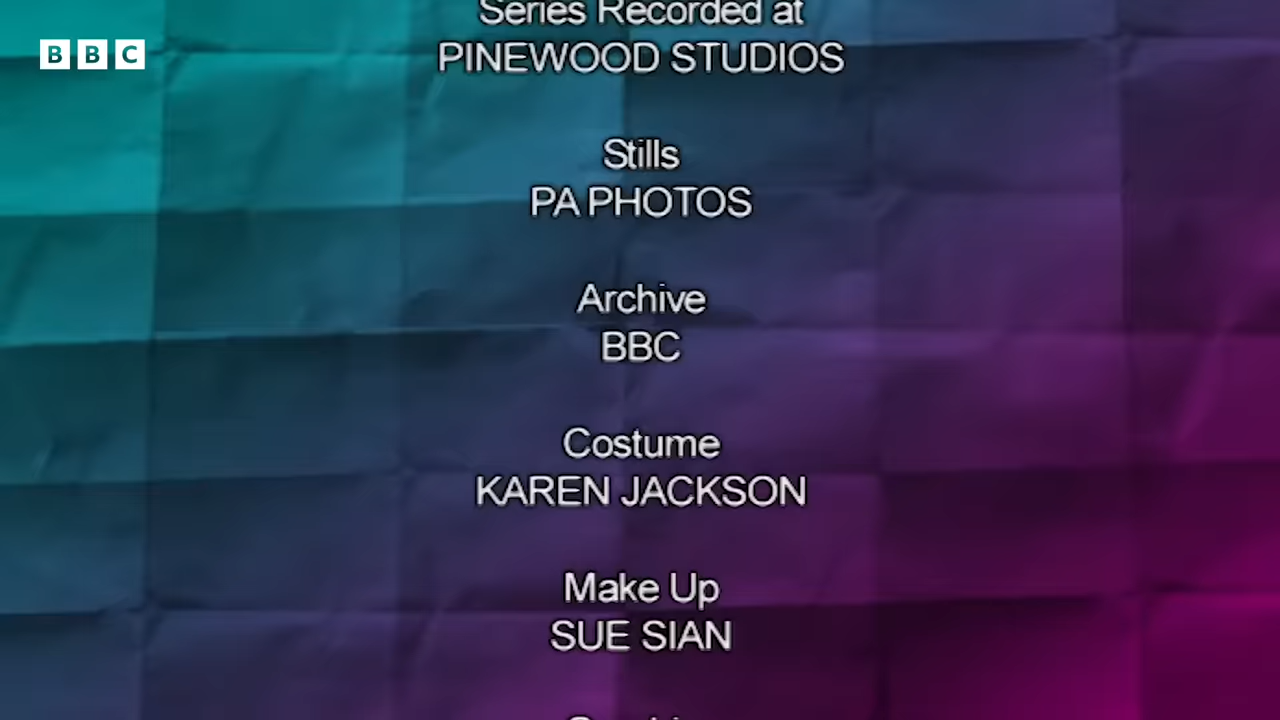 BBC
Series Recorded at
PINEWOOD STUDIOS
Stills
PA PHOTOS
Archive
BBC
Costume
KAREN JACKSON
Make Up
SUE SIAN